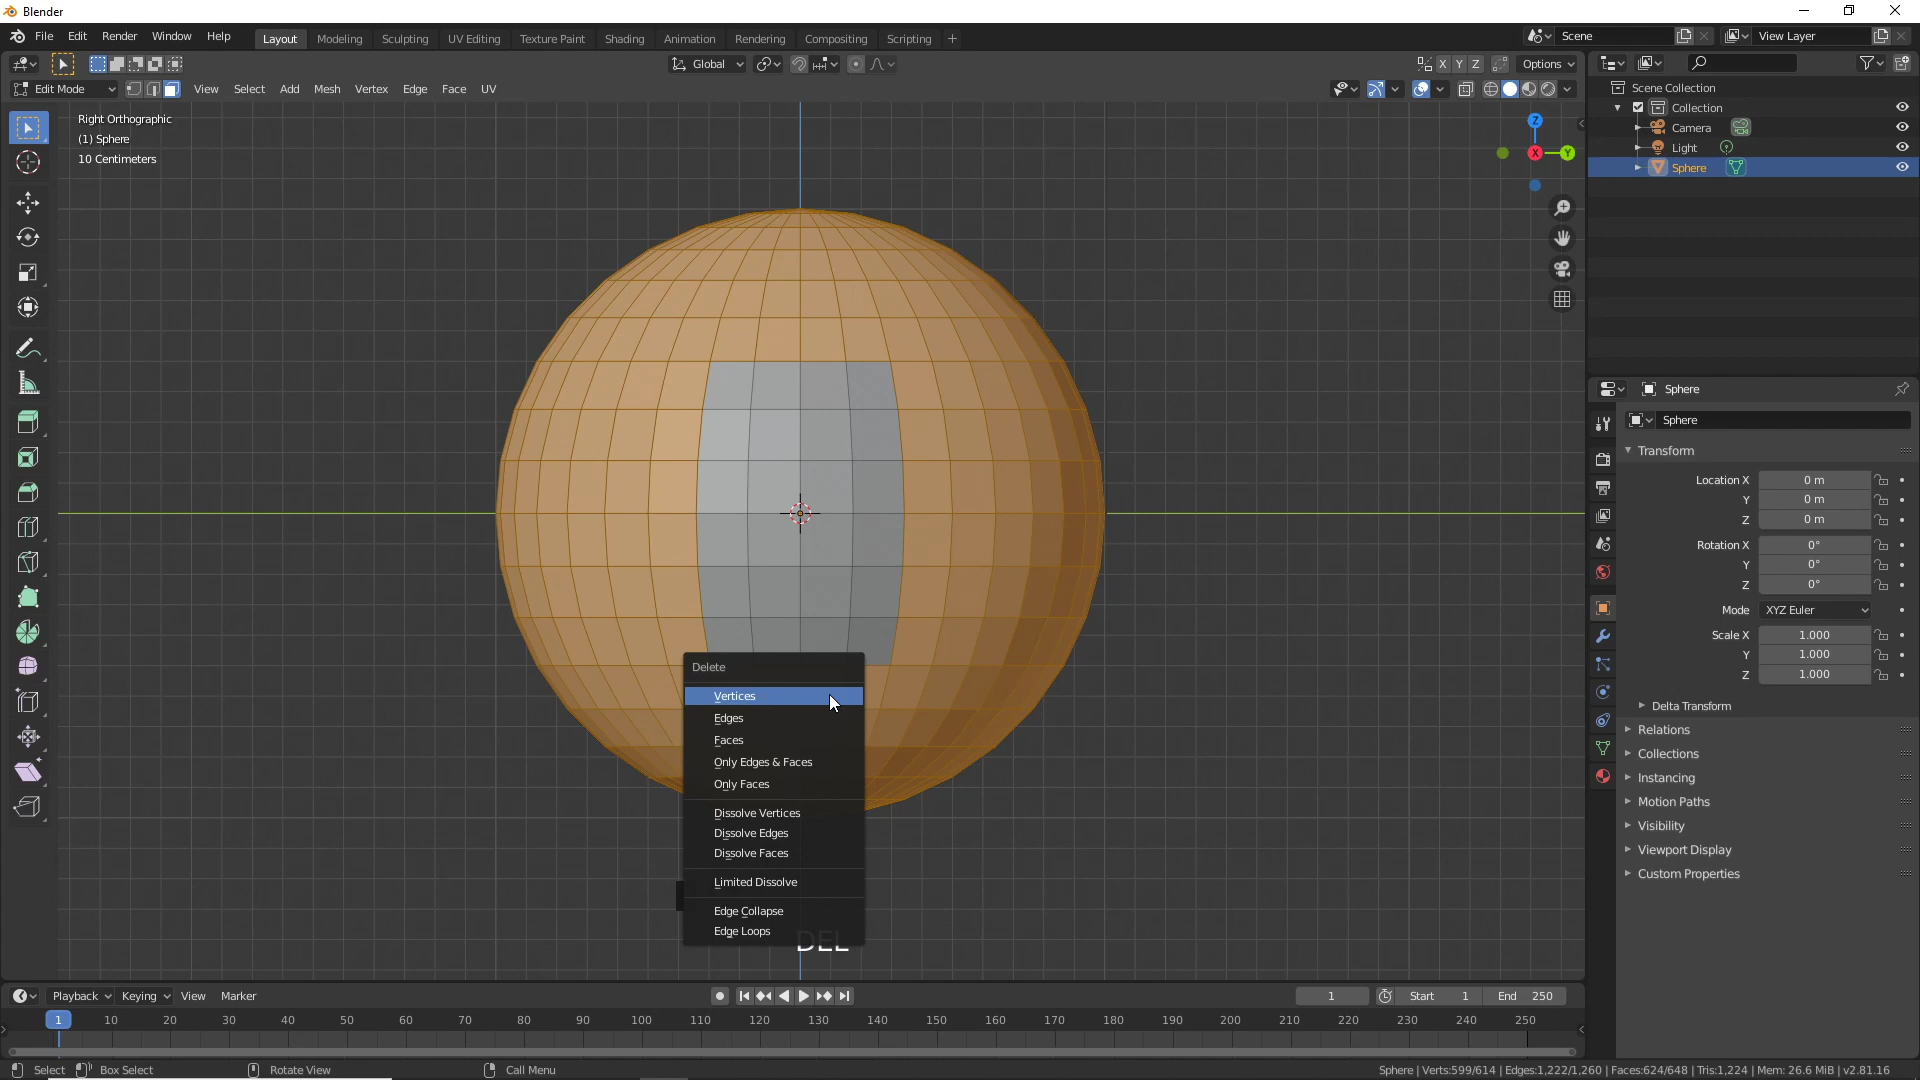 Blender
File Edit Render Window Help
Layout Modeling Sculpting UV Editing Texture Paint Shading Animation Rendering Compositing Scripting +
Scene
View Layer
Global
X Y Z
Options
Edit Mode
View Select Add Mesh Vertex Edge Face UV
Right Orthographic
(1) Sphere
10 Centimeters
Z
X
Y
Scene Collection
Collection
Camera
Light
Sphere
Sphere
Sphere
Transform
Location X 0 m
Y 0 m
Z 0 m
Rotation X 0°
Y 0°
Z 0°
Mode XYZ Euler
Scale X 1.000
Y 1.000
Z 1.000
Delta Transform
Relations
Collections
Instancing
Motion Paths
Visibility
Viewport Display
Custom Properties
Delete
Vertices
Edges
Faces
Only Edges & Faces
Only Faces
Dissolve Vertices
Dissolve Edges
Dissolve Faces
Limited Dissolve
Edge Collapse
Edge Loops
DEL
Playback Keying View Marker
1
Start 1
End 250
1 10 20 30 40 50 60 70 80 90 100 110 120 130 140 150 160 170 180 190 200 210 220 230 240 250
Select Box Select Rotate View Call Menu
Sphere | Verts:599/614 | Edges:1,222/1,260 | Faces:624/648 | Tris:1,224 | Mem: 26.6 MiB | v2.81.16